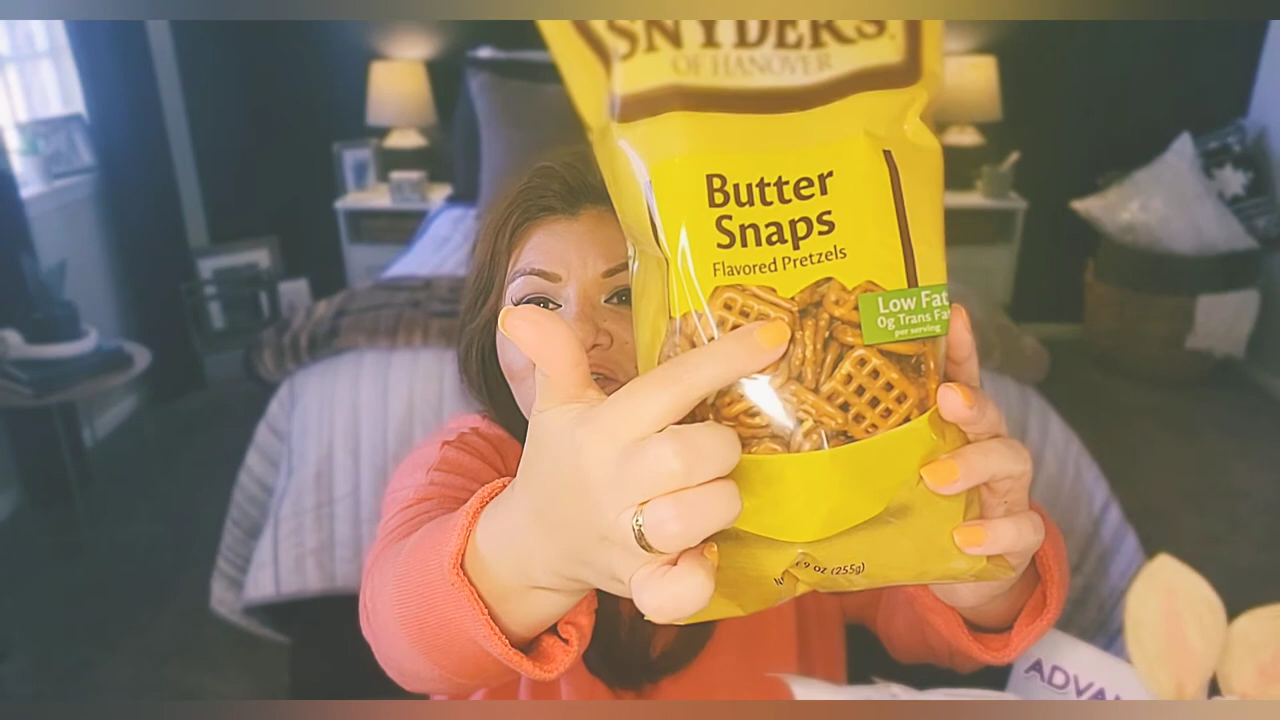 SNYDER'S
OF HANOVER
Butter
Snaps
Flavored Pretzels
Low Fat
0g Trans Fat
per serving
9 OZ (255g)
ADVA